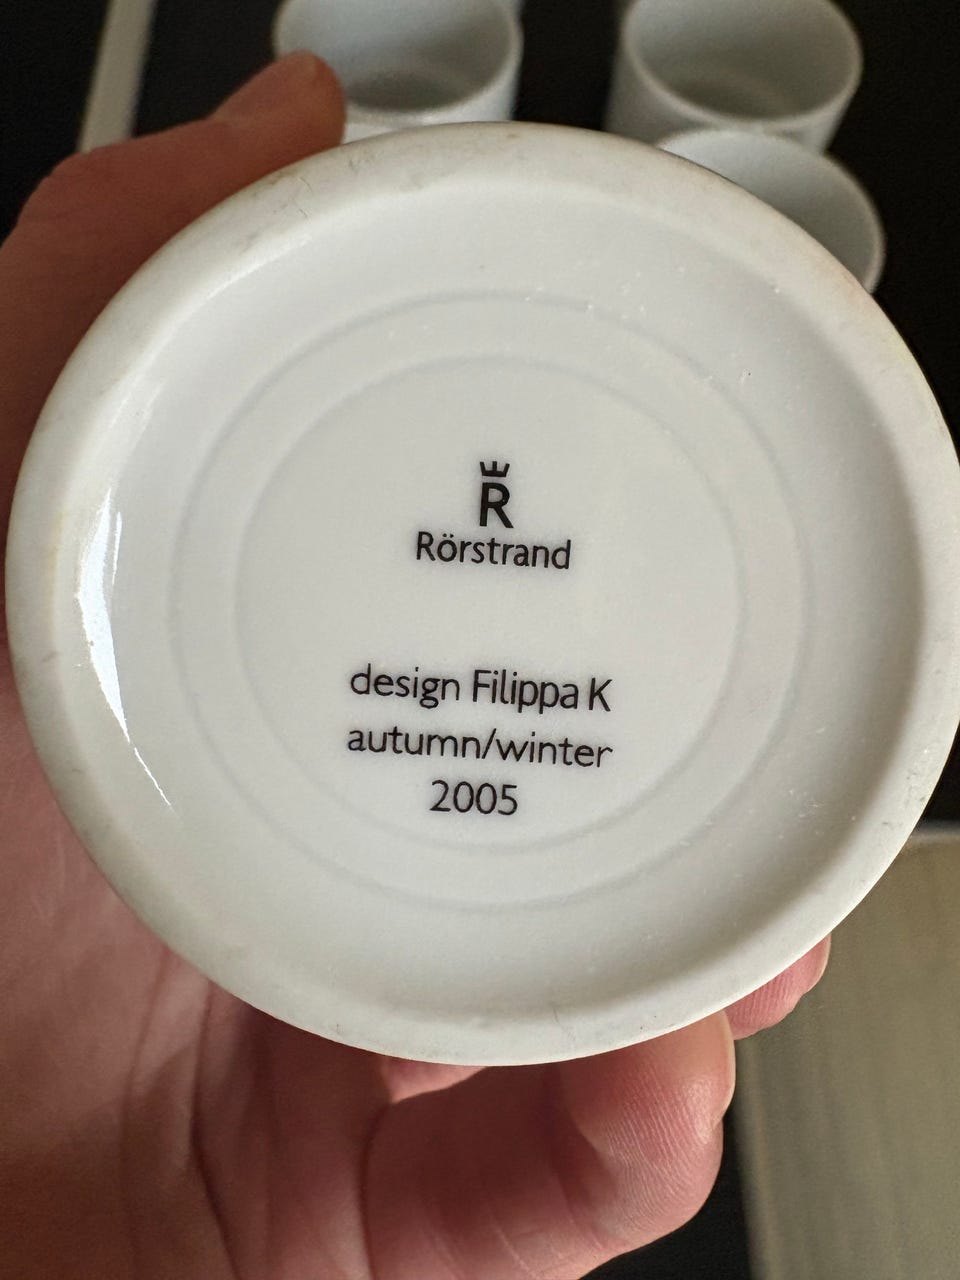 R
Rörstrand
design Filippa K
autumn/winter
2005